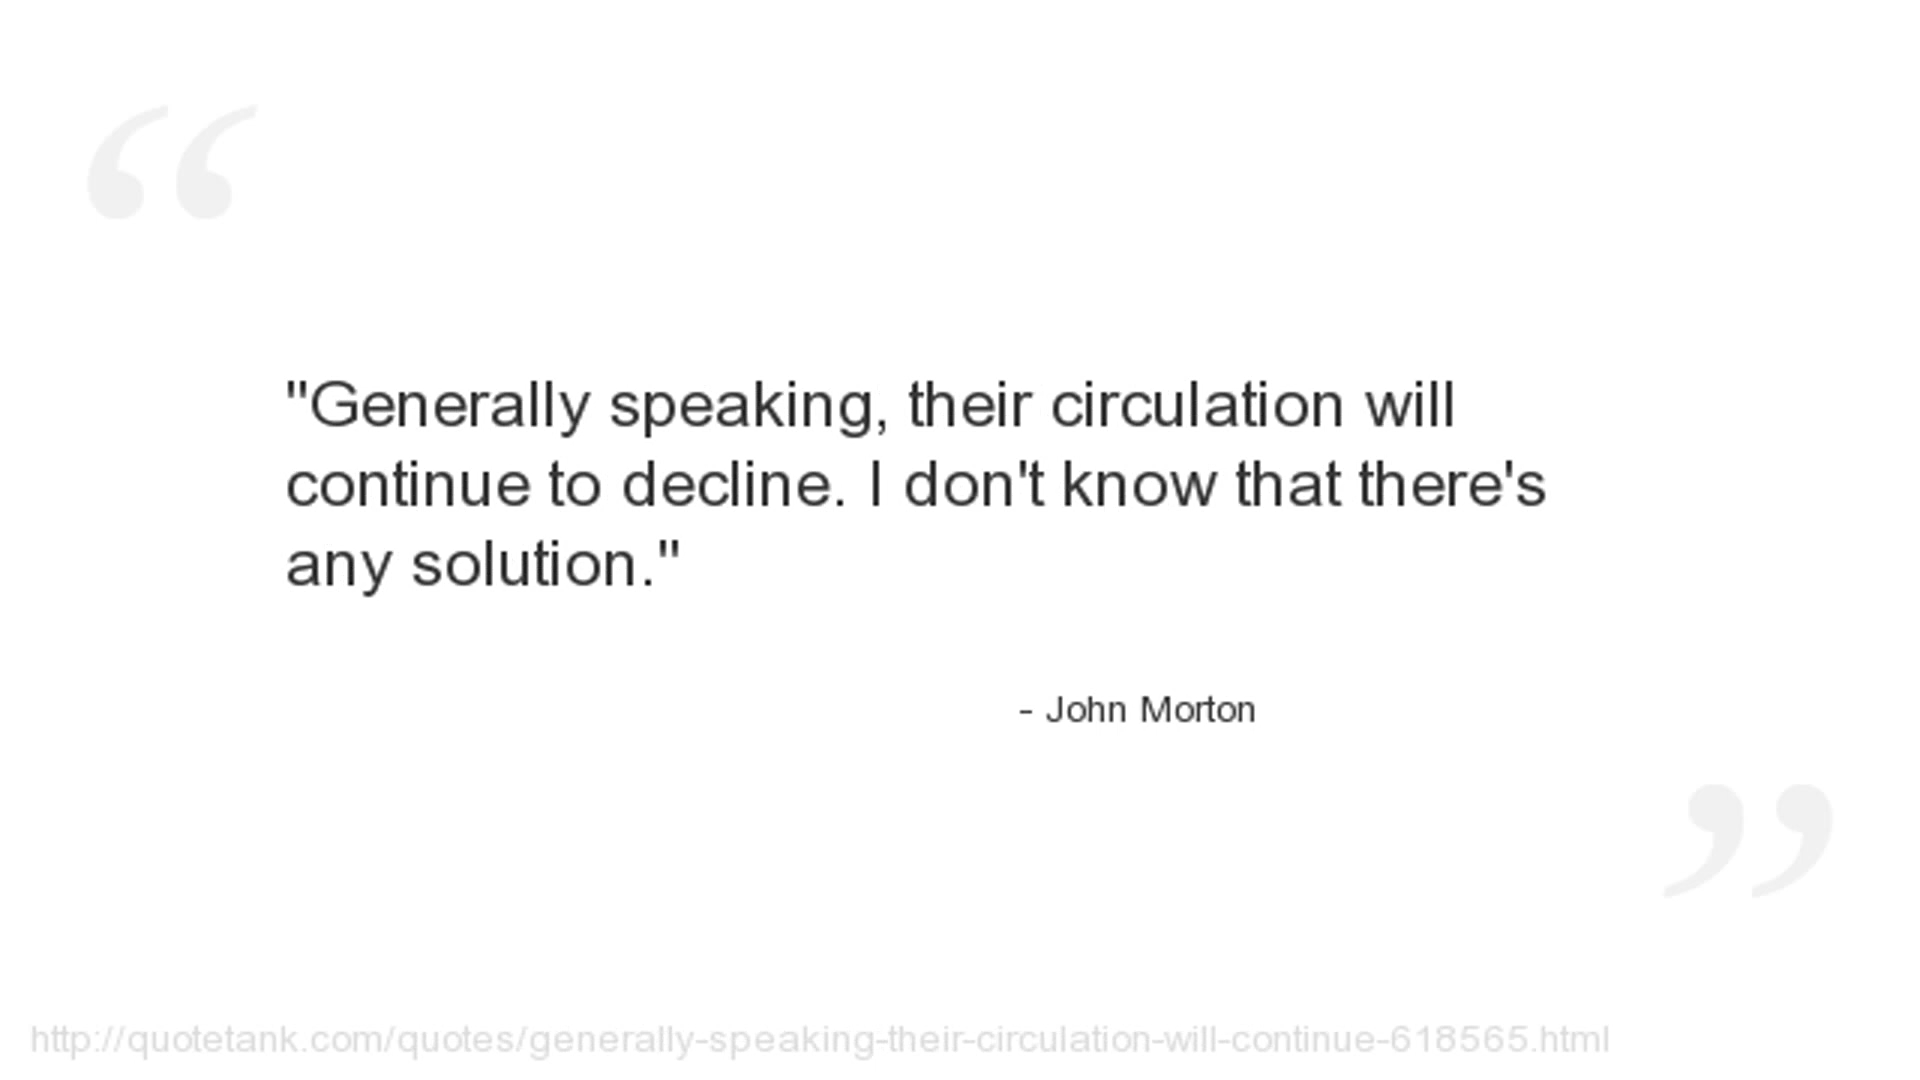 "Generally speaking, their circulation will
continue to decline. I don't know that there's
any solution."
- John Morton
http://quotetank.com/quotes/generally-speaking-their-circulation-will-continue-618565.html